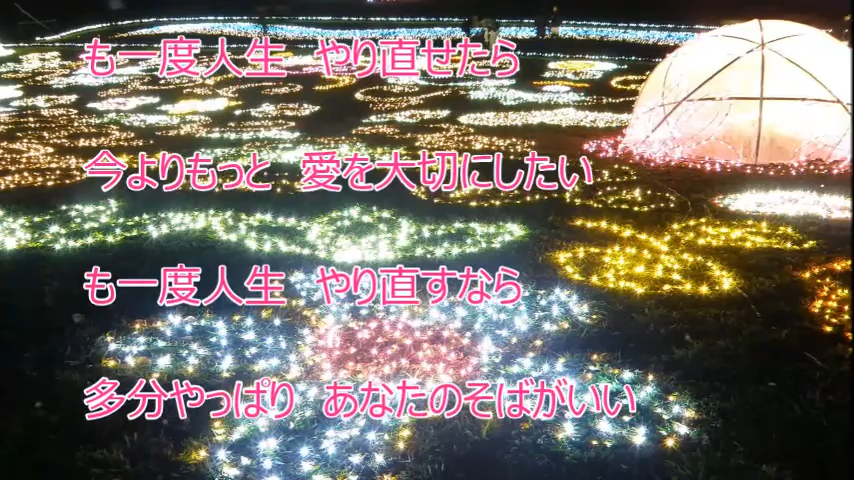 もー度人生　やり直せたら
今よりもっと　愛を大切にしたい
もー度人生　やり直すなら
多分やっぱり　あなたのそばがいい